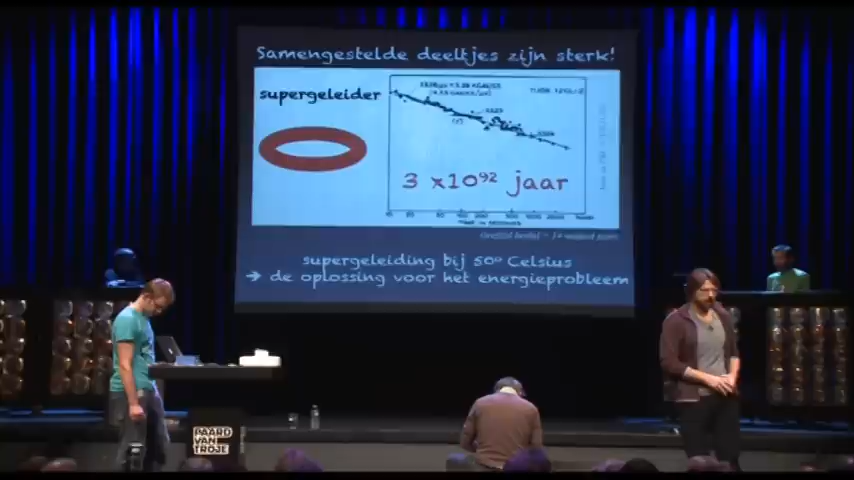 Samengestelde deeltjes zijn sterk!
supergeleider
3 x10⁹² jaar
supergeleiding bij 50° Celsius
→ de oplossing voor het energieprobleem
PAARD
VAN
TROJE